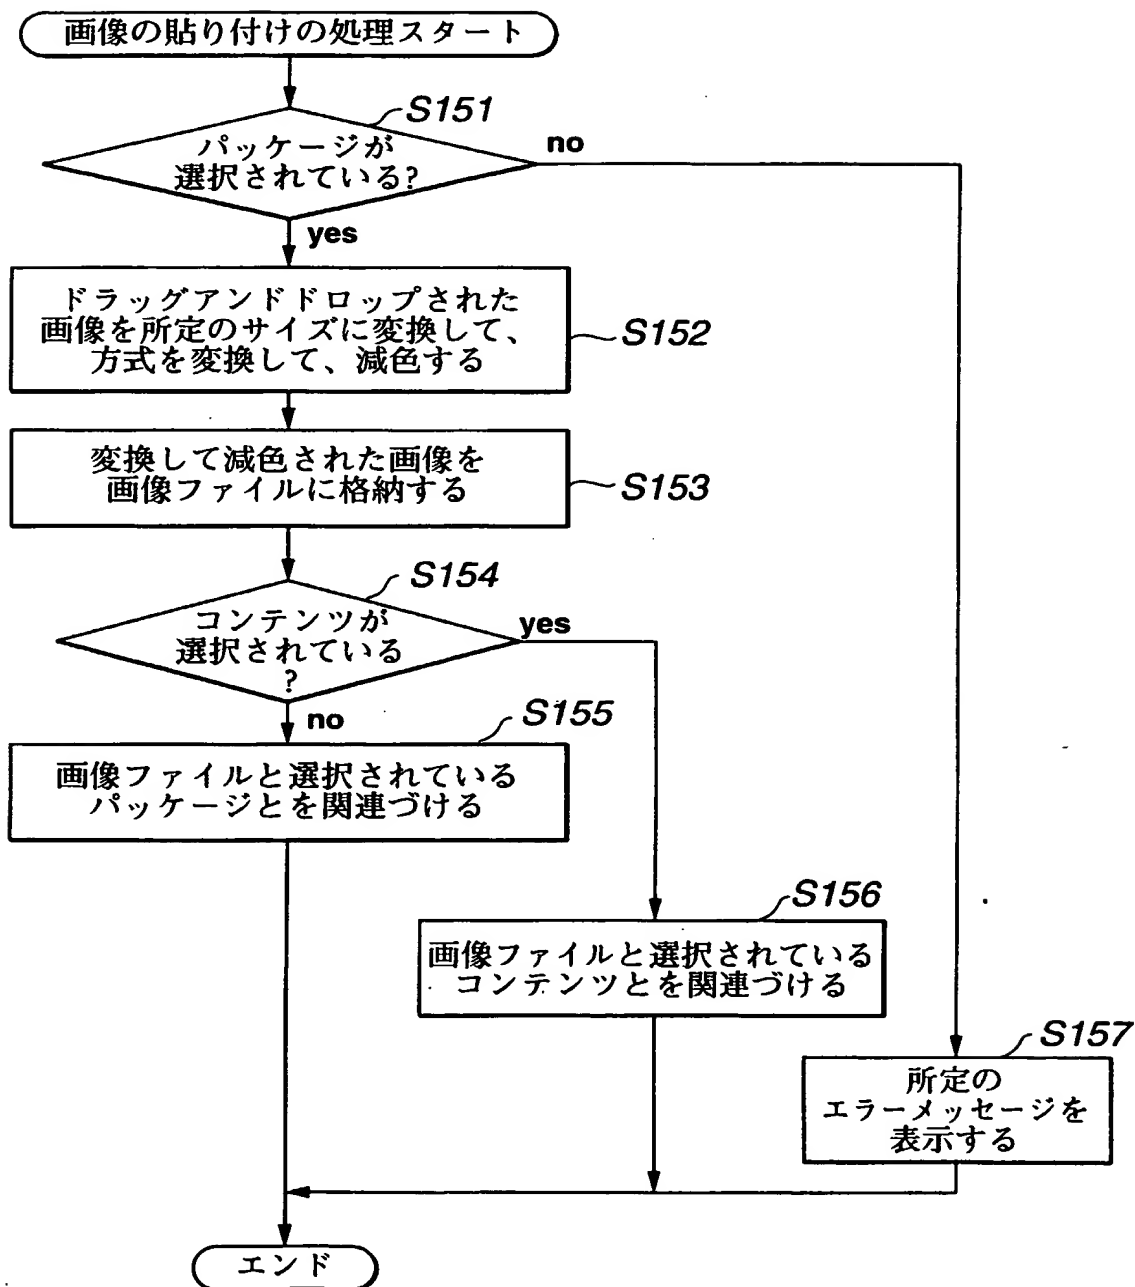 画像の貼り付けの処理スタート
S151
パッケージが
選択されている?
no
yes
ドラッグアンドドロップされた
画像を所定のサイズに変換して、
方式を変換して、減色する
S152
変換して減色された画像を
画像ファイルに格納する
S153
S154
コンテンツが
選択されている
?
yes
no
S155
画像ファイルと選択されている
パッケージとを関連づける
S156
画像ファイルと選択されている
コンテンツとを関連づける
S157
所定の
エラーメッセージを
表示する
エンド